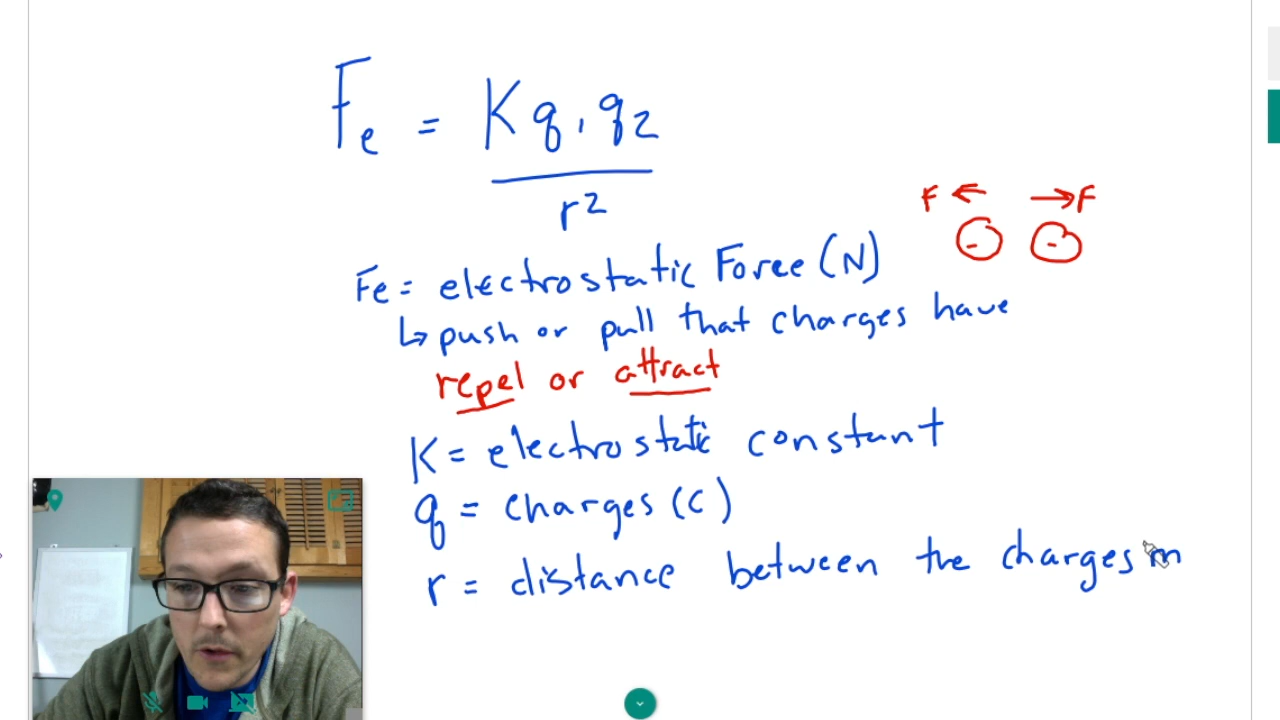 Fe = Kq1q2
r2
F ← → F
- -
Fe = electrostatic Force (N)
↳ push or pull that charges have
repel or attract
K = electrostatic constant
q = charges (C)
r = distance between the charges m